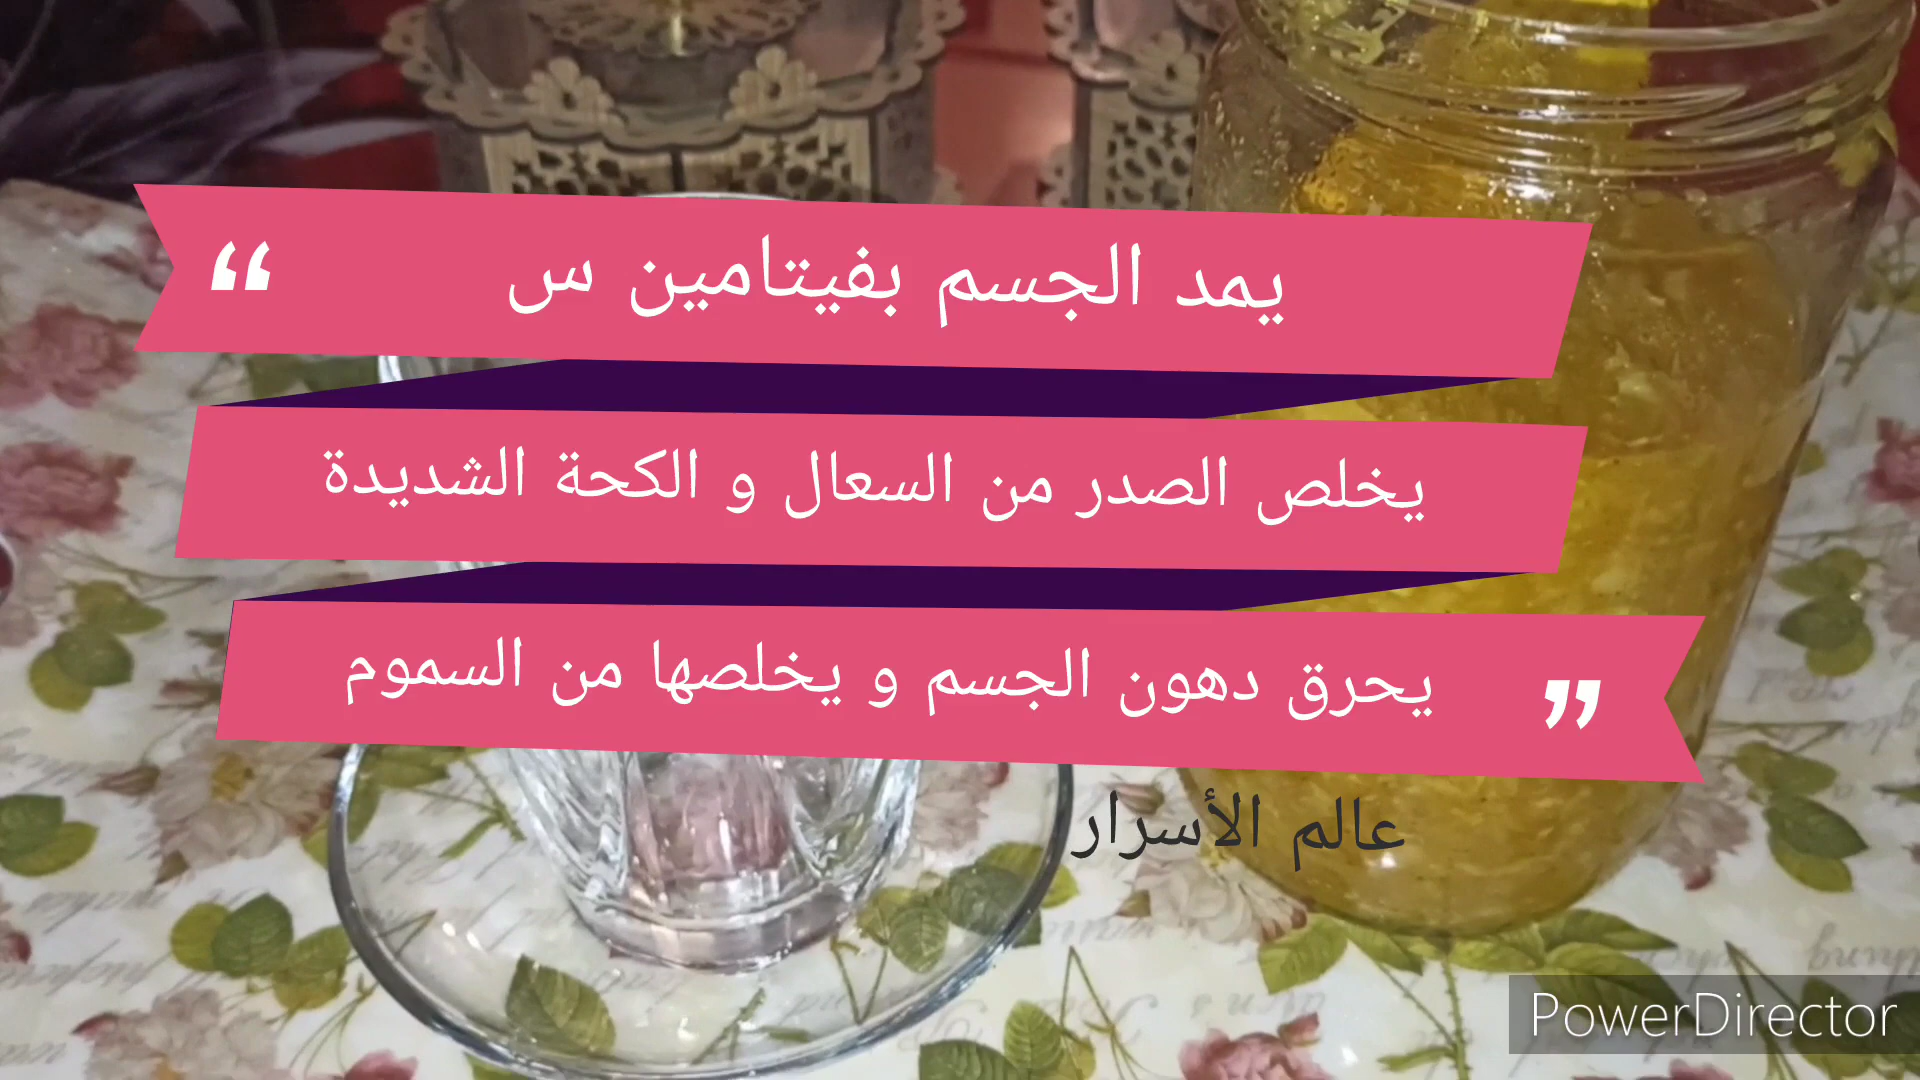 يمد الجسم بفيتامين س
يخلص الصدر من السعال و الكحة الشديدة
يحرق دهون الجسم و يخلصها من السموم
عالم الأسرار
PowerDirector